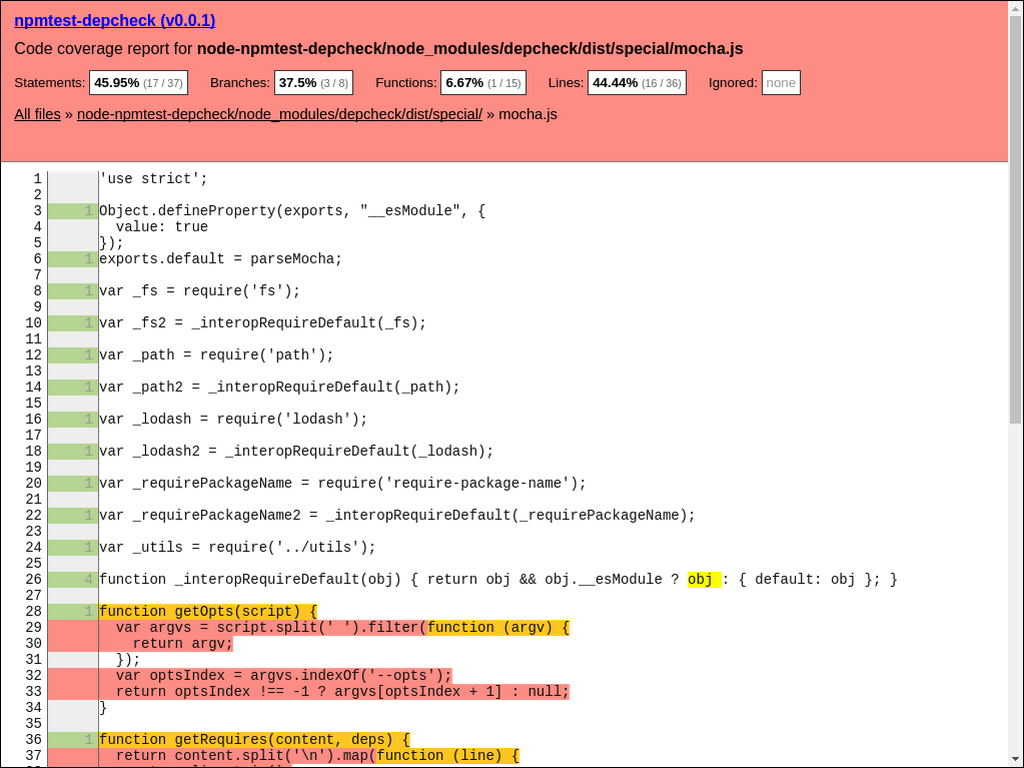 npmtest-depcheck (v0.0.1)
Code coverage report for node-npmtest-depcheck/node_modules/depcheck/dist/special/mocha.js
Statements: 45.95% (17 / 37) Branches: 37.5% (3 / 8) Functions: 6.67% (1 / 15) Lines: 44.44% (16 / 36) Ignored: none
All files » node-npmtest-depcheck/node_modules/depcheck/dist/special/ » mocha.js
1 'use strict';
2
3 1 Object.defineProperty(exports, "__esModule", {
4   value: true
5 });
6 1 exports.default = parseMocha;
7
8 1 var _fs = require('fs');
9
10 1 var _fs2 = _interopRequireDefault(_fs);
11
12 1 var _path = require('path');
13
14 1 var _path2 = _interopRequireDefault(_path);
15
16 1 var _lodash = require('lodash');
17
18 1 var _lodash2 = _interopRequireDefault(_lodash);
19
20 1 var _requirePackageName = require('require-package-name');
21
22 1 var _requirePackageName2 = _interopRequireDefault(_requirePackageName);
23
24 1 var _utils = require('../utils');
25
26 4 function _interopRequireDefault(obj) { return obj && obj.__esModule ? obj : { default: obj }; }
27
28 1 function getOpts(script) {
29   var argvs = script.split(' ').filter(function (argv) {
30     return argv;
31   });
32   var optsIndex = argvs.indexOf('--opts');
33   return optsIndex !== -1 ? argvs[optsIndex + 1] : null;
34 }
35
36 1 function getRequires(content, deps) {
37   return content.split('\n').map(function (line) {